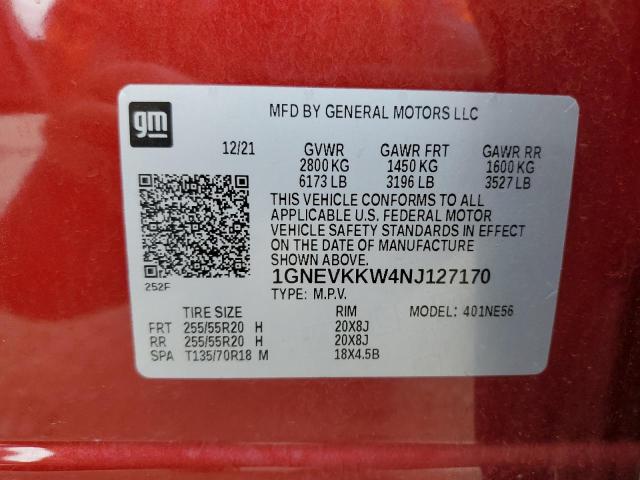 gm
MFD BY GENERAL MOTORS LLC
12/21 GVWR GAWR FRT GAWR RR
2800 KG 1450 KG 1600 KG
6173 LB 3196 LB 3527 LB
THIS VEHICLE CONFORMS TO ALL
APPLICABLE U.S. FEDERAL MOTOR
VEHICLE SAFETY STANDARDS IN EFFECT
ON THE DATE OF MANUFACTURE
SHOWN ABOVE.
1GNEVKKW4NJ127170
252F
TYPE: M.P.V.
TIRE SIZE RIM MODEL: 401NE56
FRT 255/55R20 H 20X8J
RR 255/55R20 H 20X8J
SPA T135/70R18 M 18X4.5B